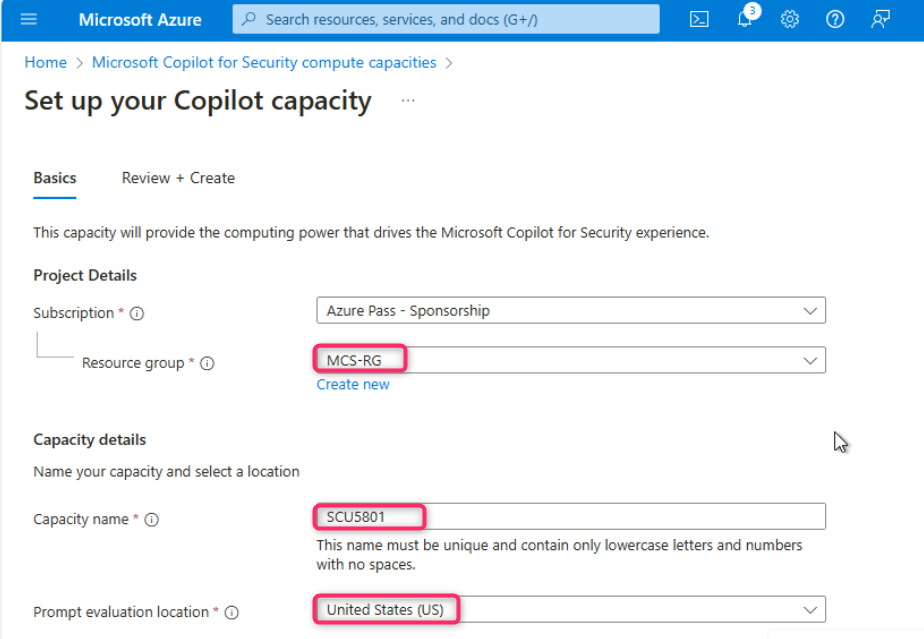 Microsoft Azure
Search resources, services, and docs (G+/)
3
Home > Microsoft Copilot for Security compute capacities >
Set up your Copilot capacity ...
Basics Review + Create
This capacity will provide the computing power that drives the Microsoft Copilot for Security experience.
Project Details
Subscription * Azure Pass - Sponsorship
Resource group * MCS-RG
Create new
Capacity details
Name your capacity and select a location
Capacity name * SCU5801
This name must be unique and contain only lowercase letters and numbers
with no spaces.
Prompt evaluation location * United States (US)